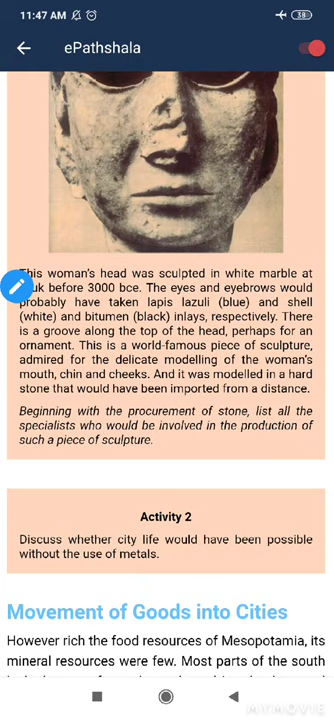 11:47 AM
38
ePathshala
This woman's head was sculpted in white marble at
before 3000 bce. The eyes and eyebrows would
probably have taken lapis lazuli (blue) and shell
(white) and bitumen (black) inlays, respectively. There
is a groove along the top of the head, perhaps for an
ornament. This is a world-famous piece of sculpture,
admired for the delicate modelling of the woman's
mouth, chin and cheeks. And it was modelled in a hard
stone that would have been imported from a distance.
Beginning with the procurement of stone, list all the
specialists who would be involved in the production of
such a piece of sculpture.
Activity 2
Discuss whether city life would have been possible
without the use of metals.
Movement of Goods into Cities
However rich the food resources of Mesopotamia, its
mineral resources were few. Most parts of the south
MYMOVIE